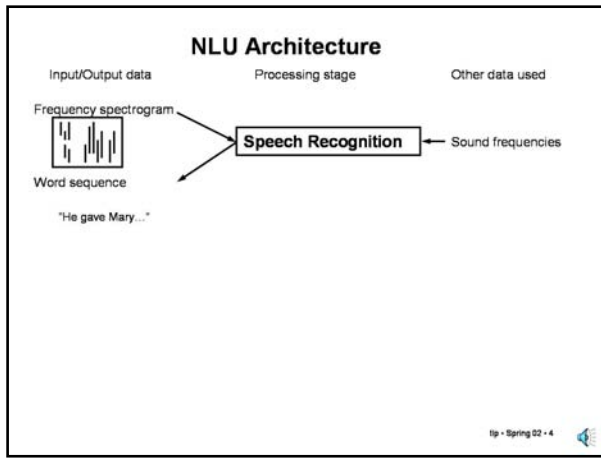 NLU Architecture
Input/Output data Processing stage Other data used
Frequency spectrogram
Speech Recognition Sound frequencies
Word sequence
"He gave Mary…"
tlp • Spring 02 • 4